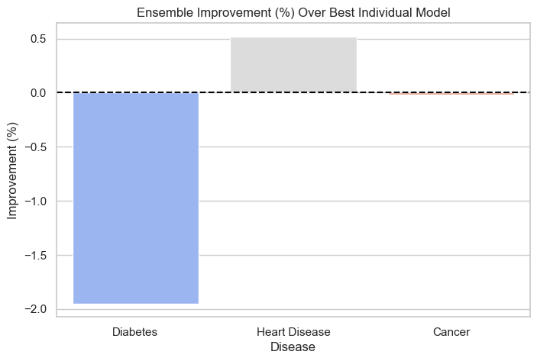 Ensemble Improvement (%) Over Best Individual Model
Improvement (%)
0.5
0.0
−0.5
−1.0
−1.5
−2.0
Diabetes
Heart Disease
Cancer
Disease